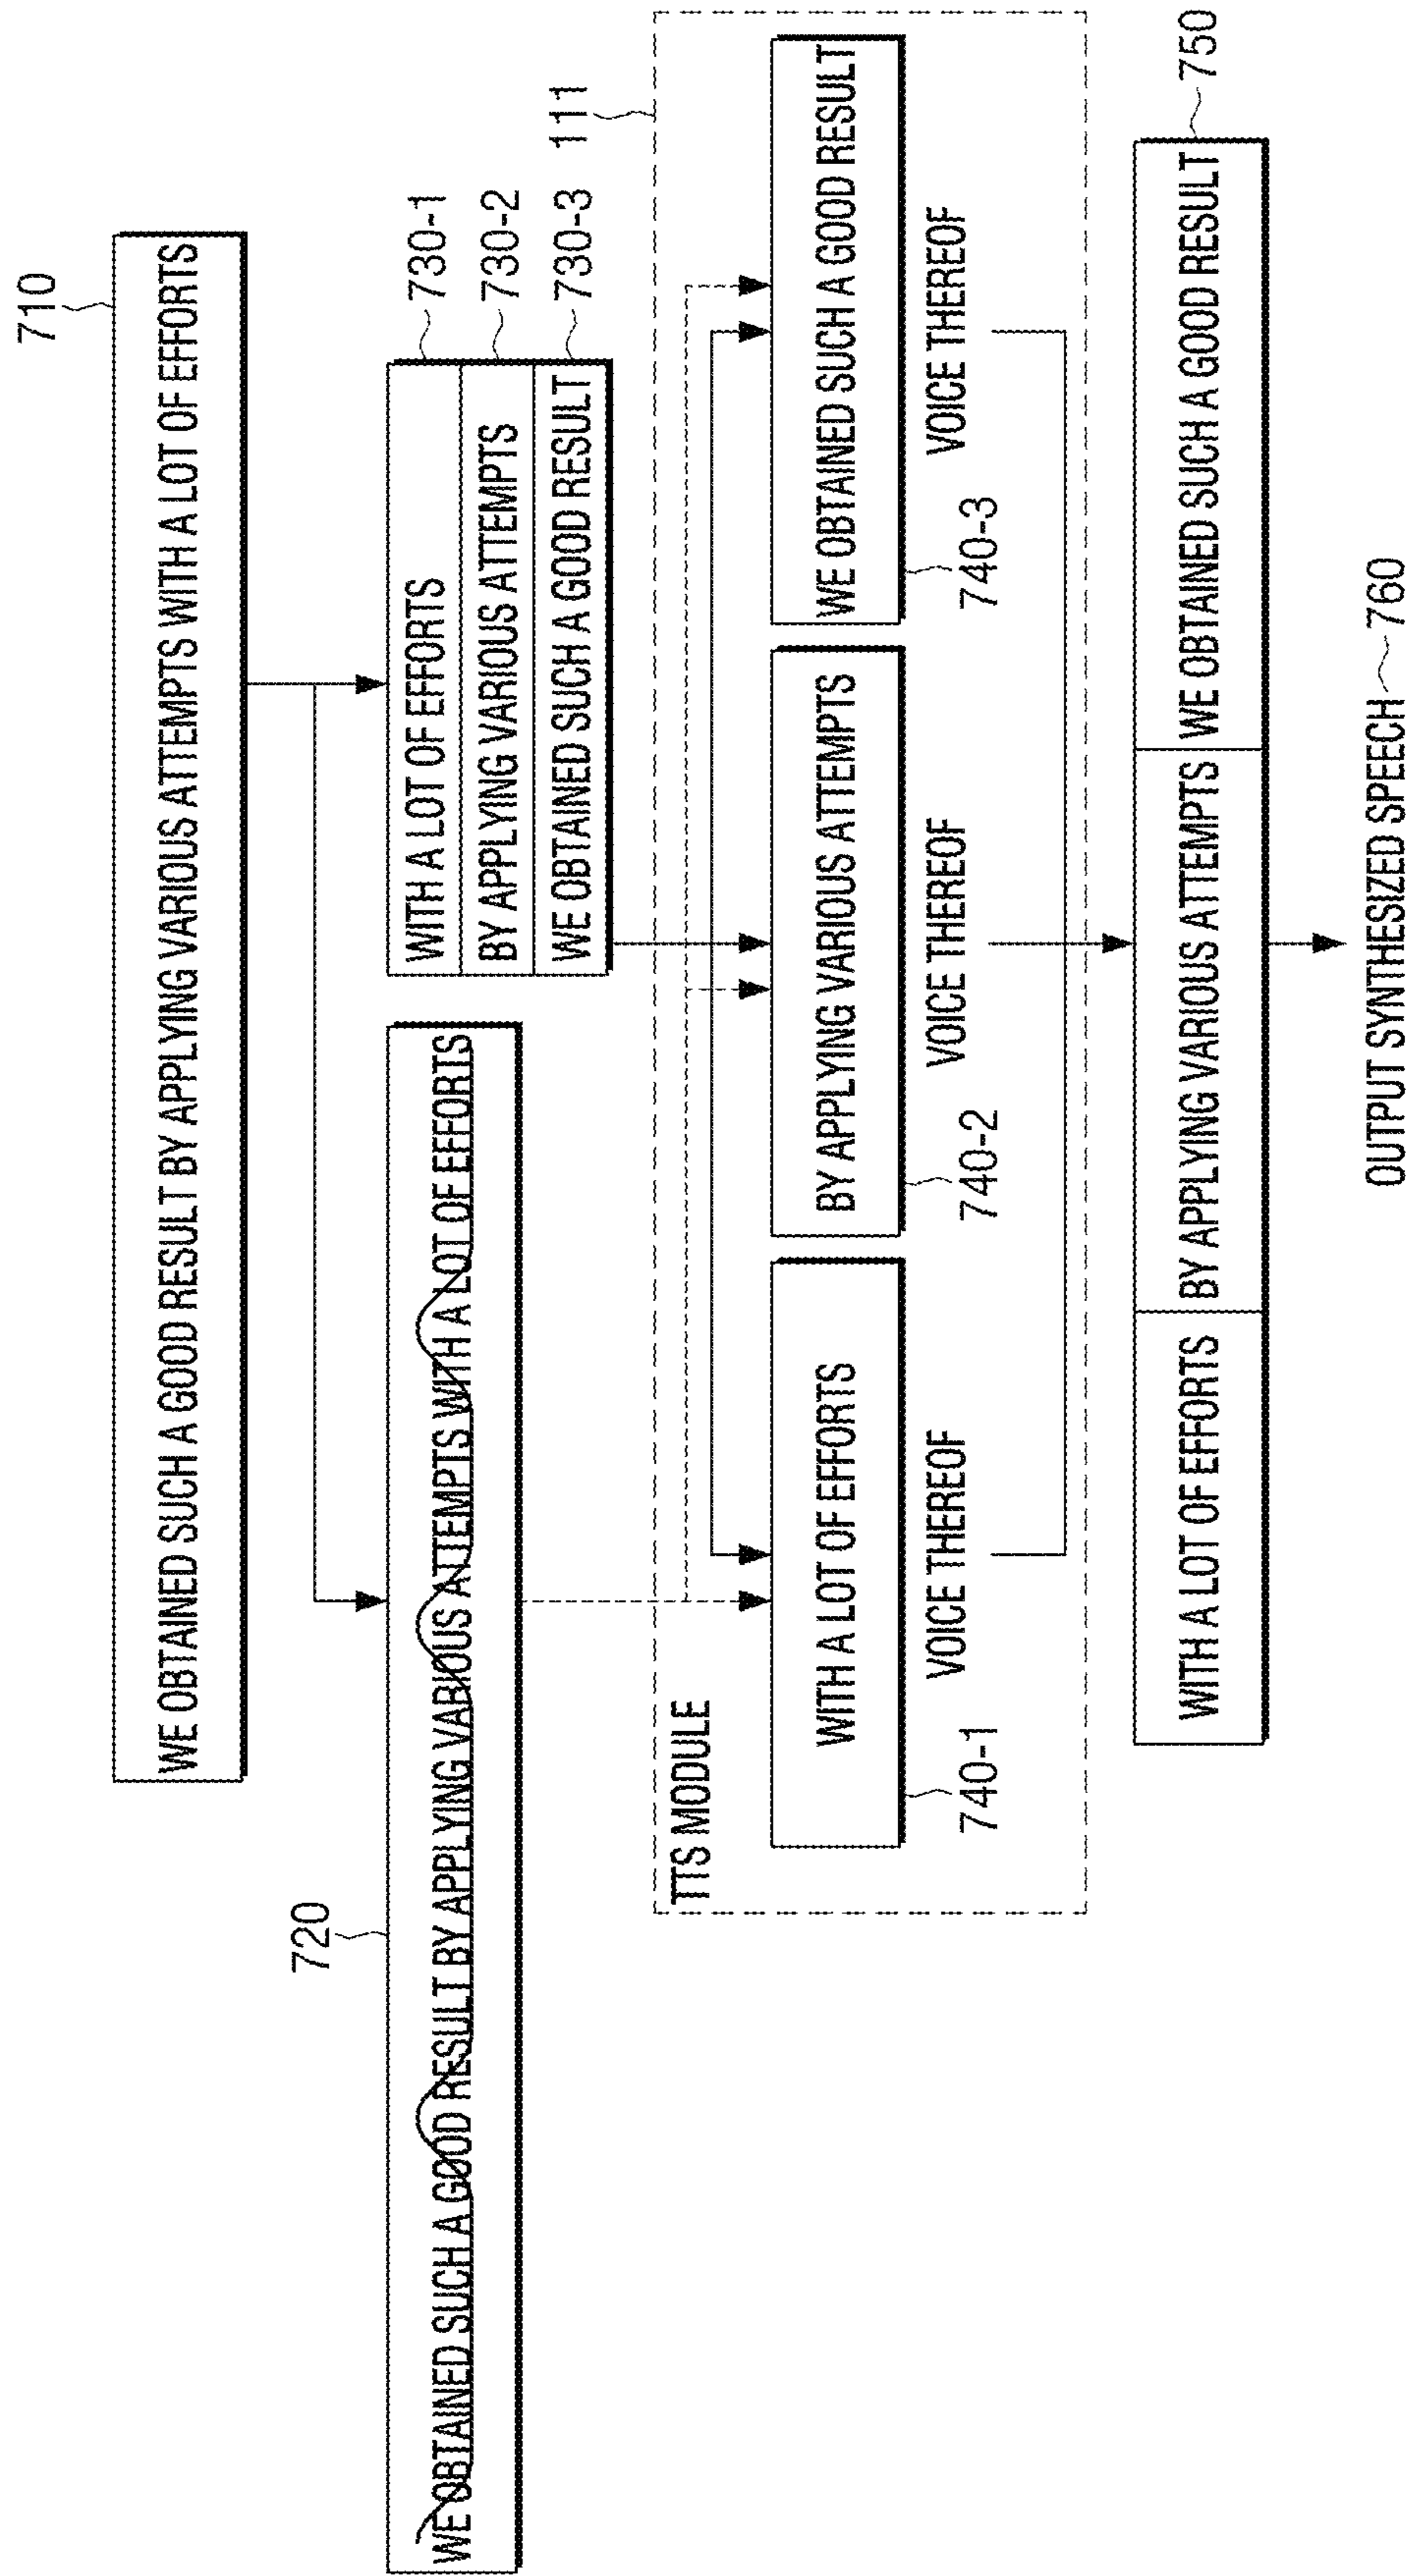 710
WE OBTAINED SUCH A GOOD RESULT BY APPLYING VARIOUS ATTEMPTS WITH A LOT OF EFFORTS
720
WE OBTAINED SUCH A GOOD RESULT BY APPLYING VARIOUS ATTEMPTS WITH A LOT OF EFFORTS
WITH A LOT OF EFFORTS 730-1
BY APPLYING VARIOUS ATTEMPTS 730-2
WE OBTAINED SUCH A GOOD RESULT 730-3
111
TTS MODULE
WITH A LOT OF EFFORTS
BY APPLYING VARIOUS ATTEMPTS
WE OBTAINED SUCH A GOOD RESULT
VOICE THEREOF
VOICE THEREOF
VOICE THEREOF
740-1
740-2
740-3
WITH A LOT OF EFFORTS BY APPLYING VARIOUS ATTEMPTS WE OBTAINED SUCH A GOOD RESULT 750
OUTPUT SYNTHESIZED SPEECH 760